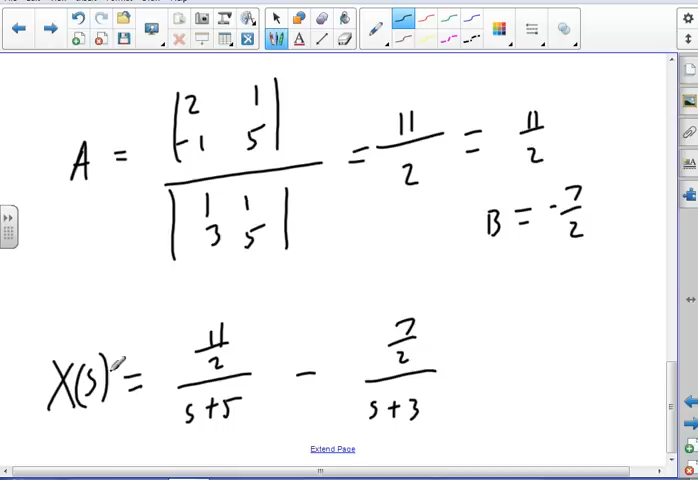 A = |2 1; -1 5| / |1 1; 3 5| = 11/2 = 11/2
B = -7/2
X(s) = 11/2 / s+5 - 7/2 / s+3
Extend Page